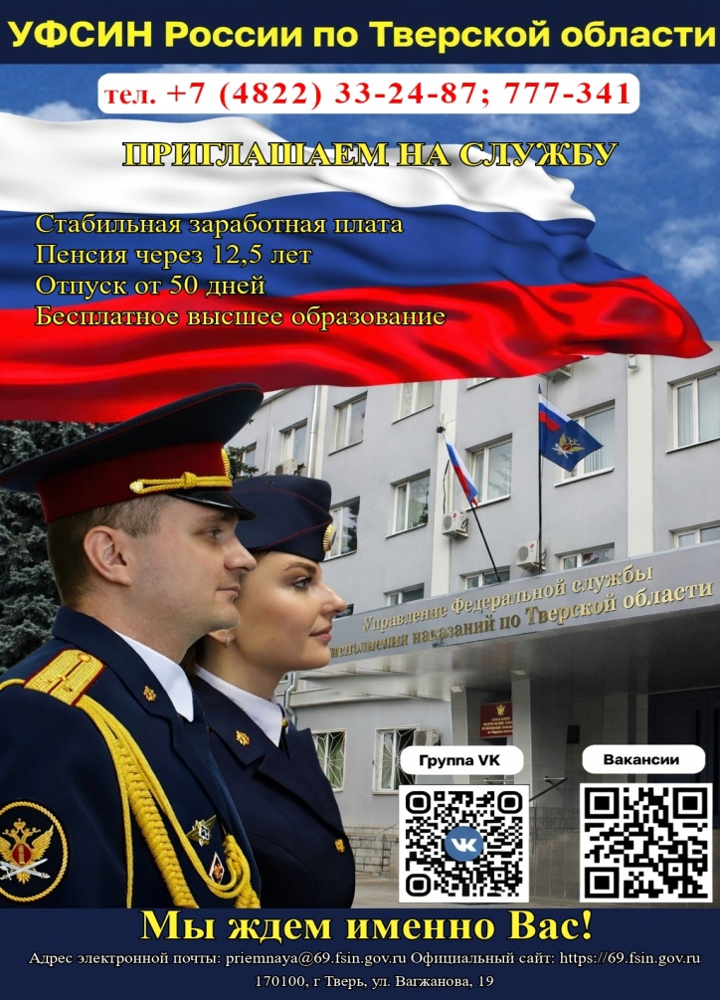 УФСИН России по Тверской области
тел. +7 (4822) 33-24-87; 777-341
ПРИГЛАШАЕМ НА СЛУЖБУ
Стабильная заработная плата
Пенсия через 12,5 лет
Отпуск от 50 дней
Бесплатное высшее образование
Управление Федеральной службы
исполнения наказаний по Тверской области
Группа VK
Вакансии
Мы ждем именно Вас!
Адрес электронной почты: priemnaya@69.fsin.gov.ru Официальный сайт: https://69.fsin.gov.ru
170100, г Тверь, ул. Вагжанова, 19